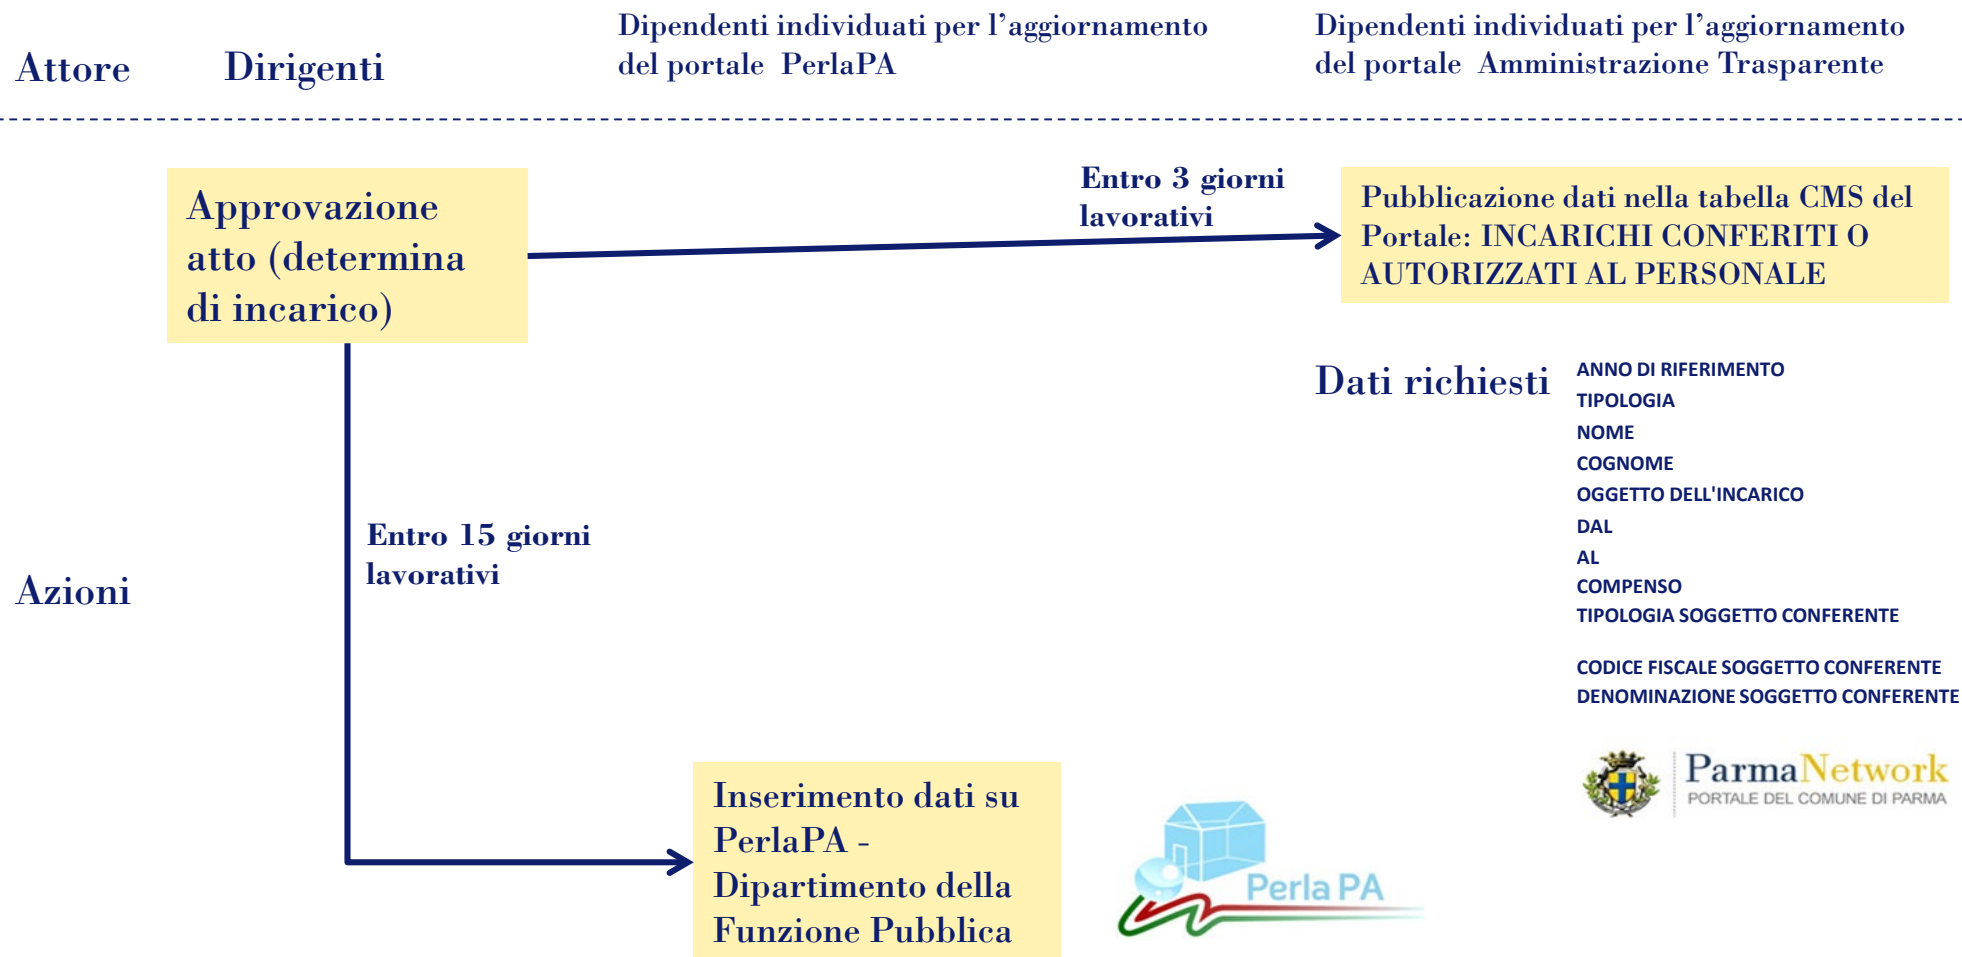 Attore
Dirigenti
Dipendenti individuati per l’aggiornamento
del portale PerlaPA
Dipendenti individuati per l’aggiornamento
del portale Amministrazione Trasparente
Approvazione
atto (determina
di incarico)
Entro 3 giorni
lavorativi
Pubblicazione dati nella tabella CMS del
Portale: INCARICHI CONFERITI O
AUTORIZZATI AL PERSONALE
Dati richiesti
ANNO DI RIFERIMENTO
TIPOLOGIA
NOME
COGNOME
OGGETTO DELL'INCARICO
DAL
AL
COMPENSO
TIPOLOGIA SOGGETTO CONFERENTE
CODICE FISCALE SOGGETTO CONFERENTE
DENOMINAZIONE SOGGETTO CONFERENTE
Entro 15 giorni
lavorativi
Azioni
ParmaNetwork
PORTALE DEL COMUNE DI PARMA
Inserimento dati su
PerlaPA -
Dipartimento della
Funzione Pubblica
Perla PA